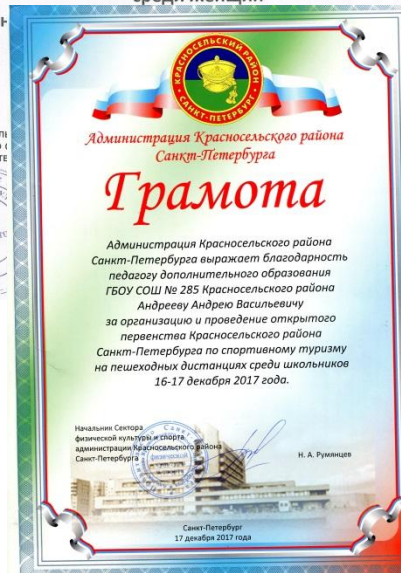 среди женщин
КРАСНОСЕЛЬСКИЙ РАЙОН
САНКТ-ПЕТЕРБУРГ
Администрация Красносельского района
Санкт-Петербурга
Грамота
Администрация Красносельского района
Санкт-Петербурга выражает благодарность
педагогу дополнительного образования
ГБОУ СОШ № 285 Красносельского района
Андрееву Андрею Васильевичу
за организацию и проведение открытого
первенства Красносельского района
Санкт-Петербурга по спортивному туризму
на пешеходных дистанциях среди школьников
16-17 декабря 2017 года.
Начальник Сектора
физической культуры и спорта
администрации Красносельского района
Санкт-Петербурга
Н. А. Румянцев
Санкт-Петербург
17 декабря 2017 года